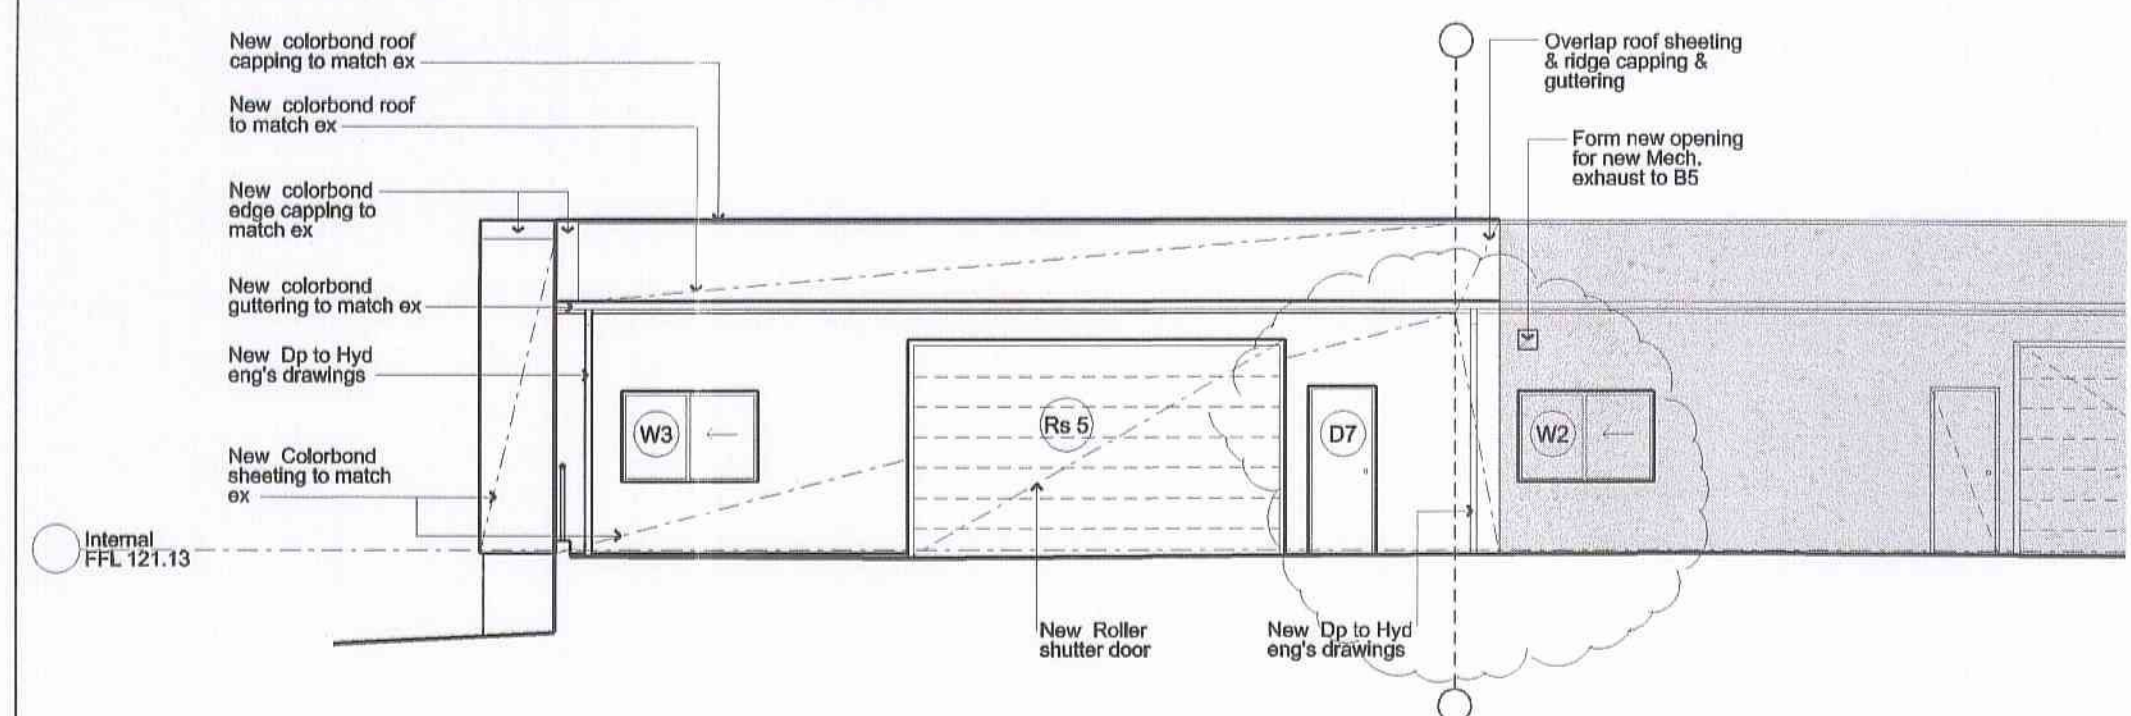 New colorbond roof
capping to match ex
New colorbond roof
to match ex
New colorbond
edge capping to
match ex
New colorbond
guttering to match ex
New Dp to Hyd
eng's drawings
New Colorbond
sheeting to match
ex
Internal
FFL 121.13
Overlap roof sheeting
& ridge capping &
guttering
Form new opening
for new Mech.
exhaust to B5
W3
Rs 5
D7
W2
New Roller
shutter door
New Dp to Hyd
eng's drawings